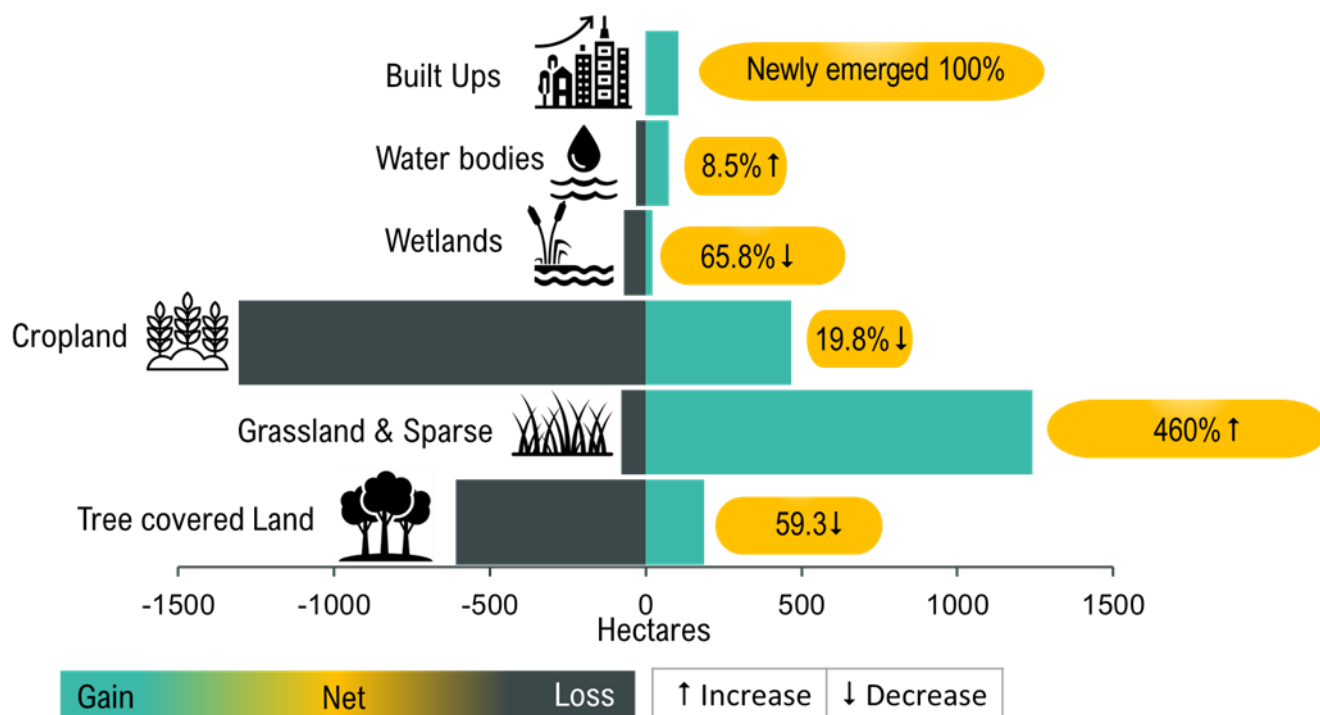 Built Ups
Newly emerged 100%
Water bodies
8.5%↑
Wetlands
65.8%↓
Cropland
19.8%↓
Grassland & Sparse
460%↑
Tree covered Land
59.3↓
-1500 -1000 -500 0 500 1000 1500
Hectares
Gain Net Loss ↑ Increase ↓ Decrease